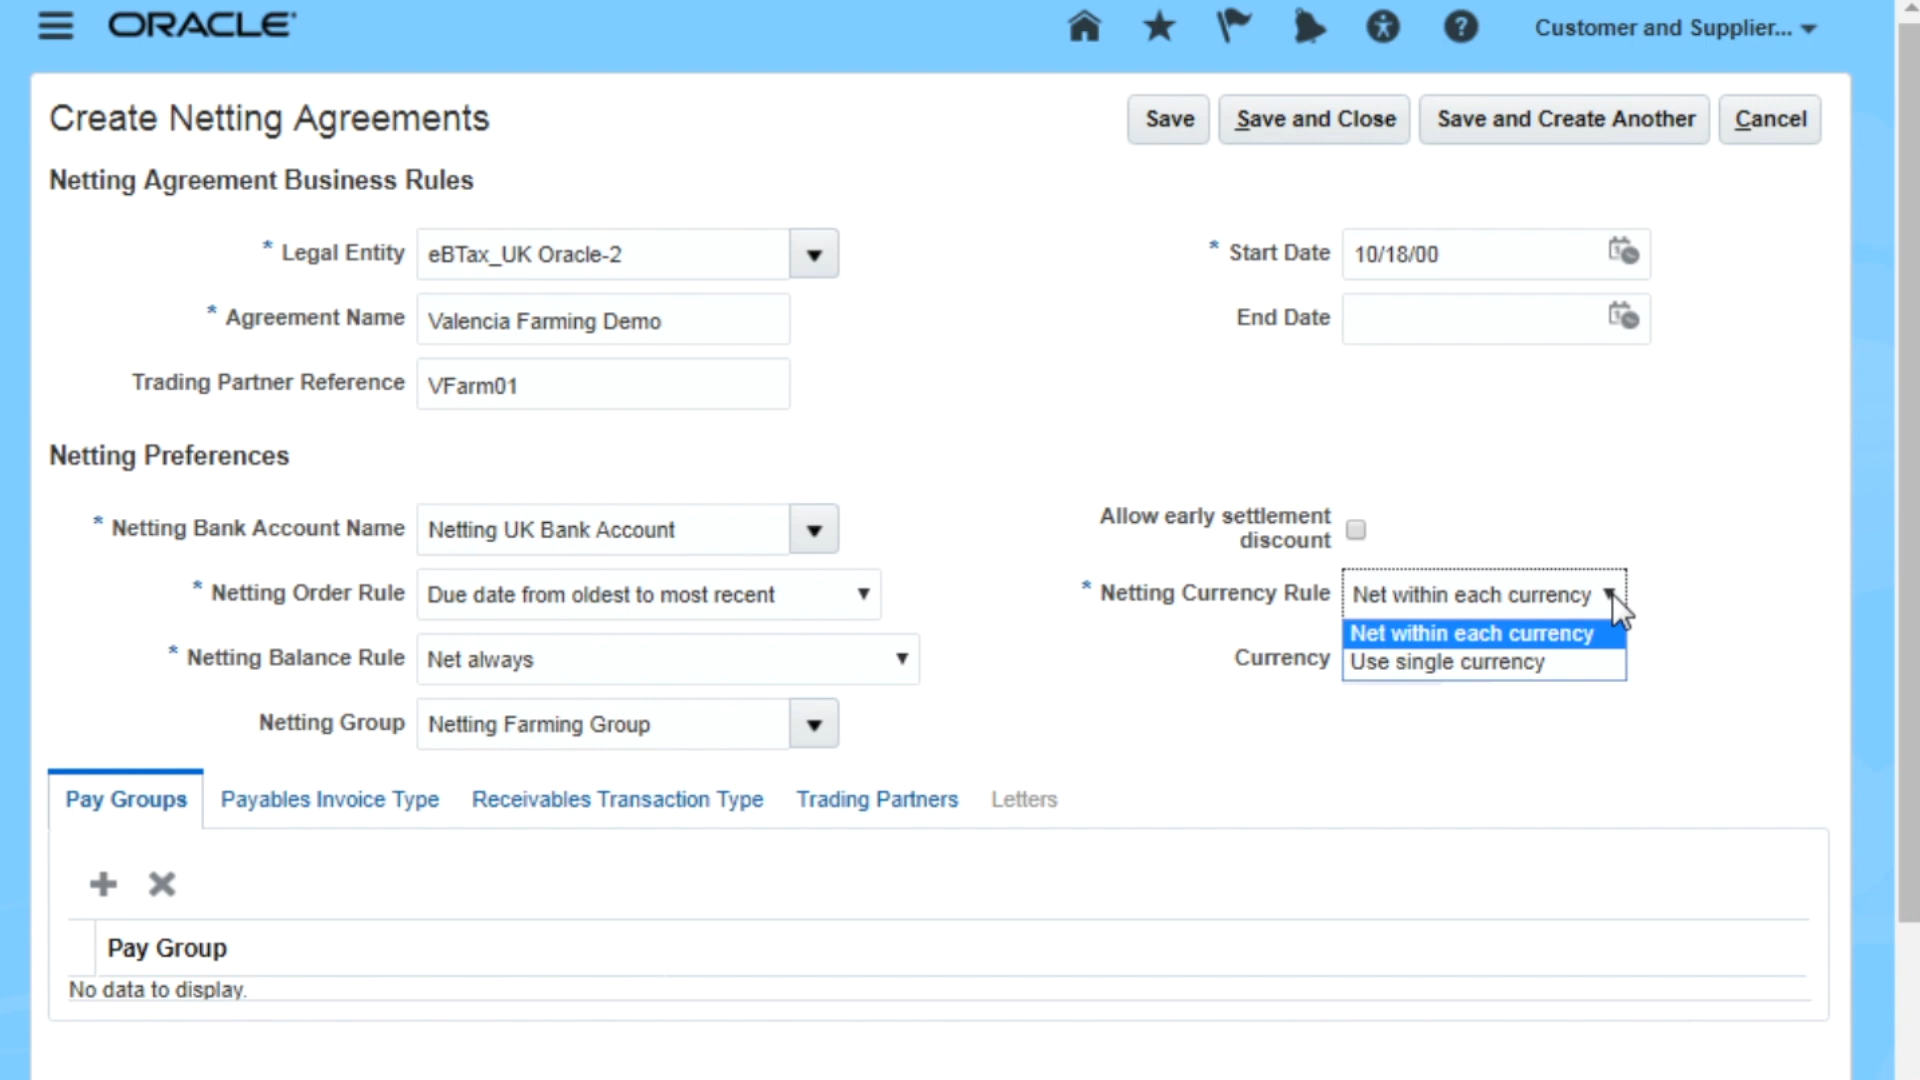 ORACLE
Customer and Supplier...
Create Netting Agreements
Save
Save and Close
Save and Create Another
Cancel
Netting Agreement Business Rules
* Legal Entity eBTax_UK Oracle-2
* Start Date 10/18/00
* Agreement Name Valencia Farming Demo
End Date
Trading Partner Reference VFarm01
Netting Preferences
* Netting Bank Account Name Netting UK Bank Account
Allow early settlement
discount
* Netting Order Rule Due date from oldest to most recent
* Netting Currency Rule Net within each currency
Net within each currency
Use single currency
* Netting Balance Rule Net always
Currency
Netting Group Netting Farming Group
Pay Groups
Payables Invoice Type
Receivables Transaction Type
Trading Partners
Letters
Pay Group
No data to display.